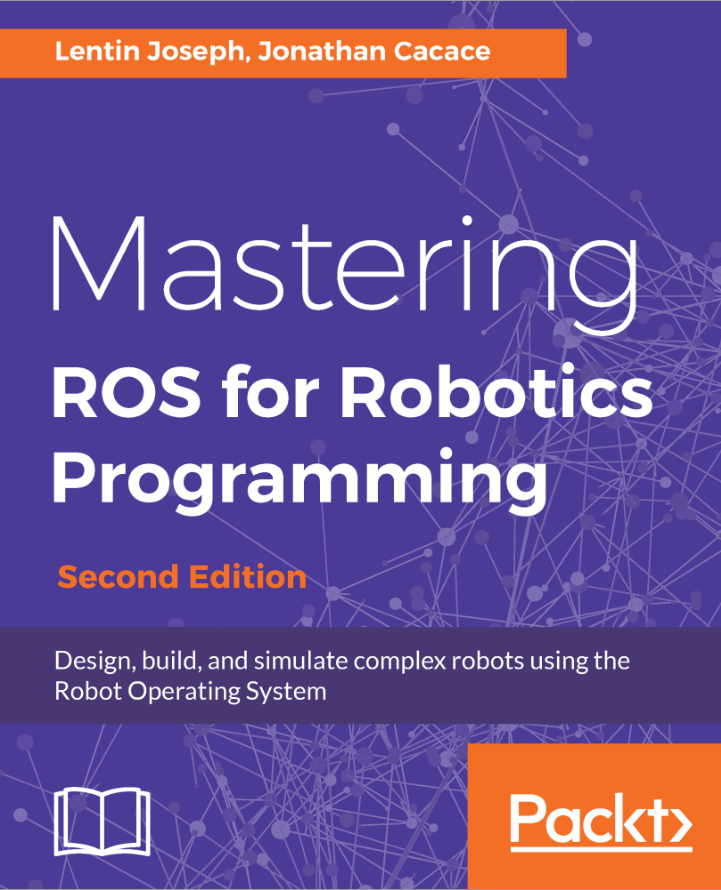 Lentin Joseph, Jonathan Cacace
Mastering
ROS for Robotics
Programming
Second Edition
Design, build, and simulate complex robots using the
Robot Operating System
Packt>